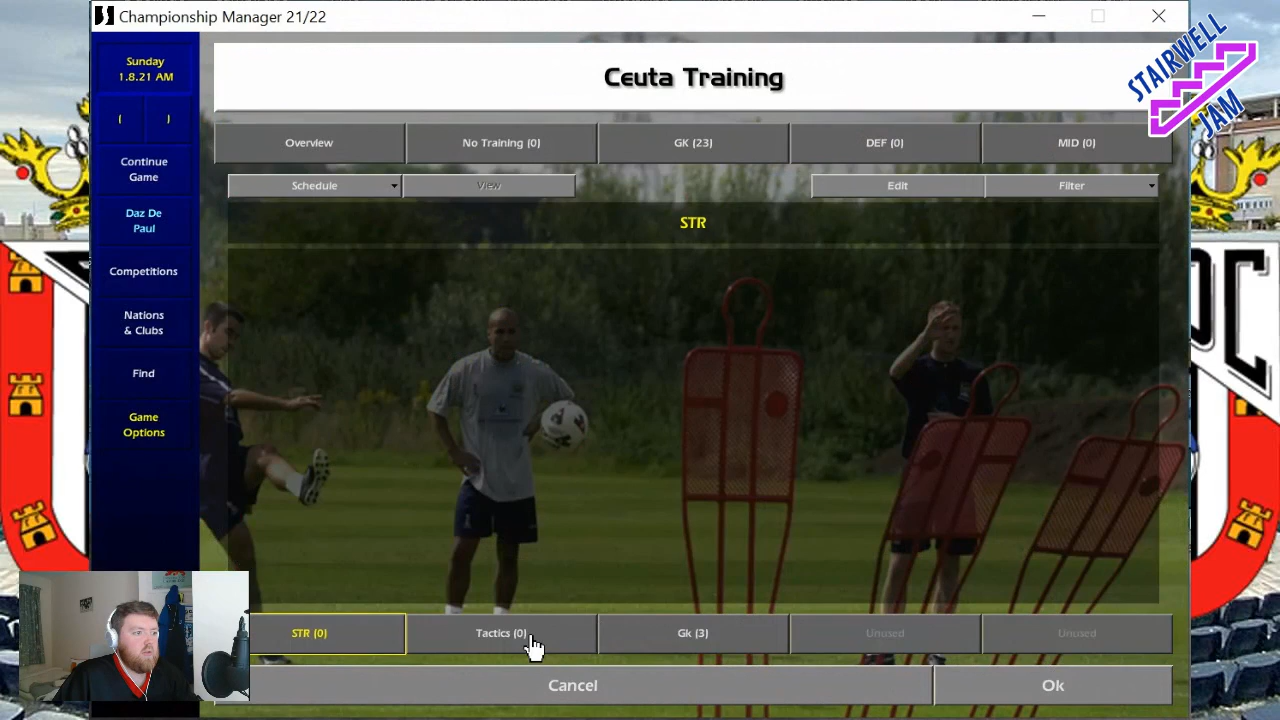 Championship Manager 21/22
STAIRWELL
JAM
Sunday
1.8.21 AM
Ceuta Training
Overview
No Training (0)
GK (23)
DEF (0)
MID (0)
Continue
Game
Schedule
View
Edit
Filter
Daz De
Paul
STR
Competitions
Nations
& Clubs
Find
Game
Options
STR (0)
Tactics (0)
Gk (3)
Unused
Unused
Cancel
Ok